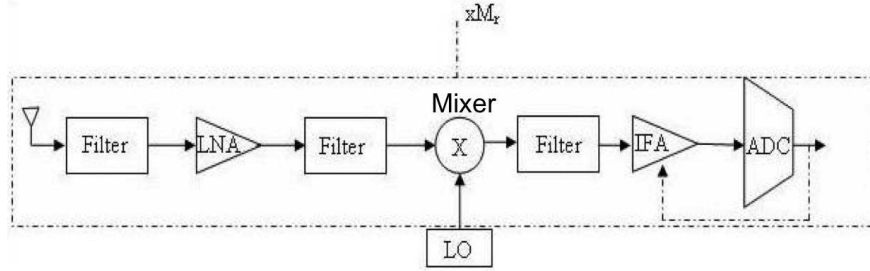 xMr
Mixer
Filter
LNA
Filter
X
Filter
IFA
ADC
LO